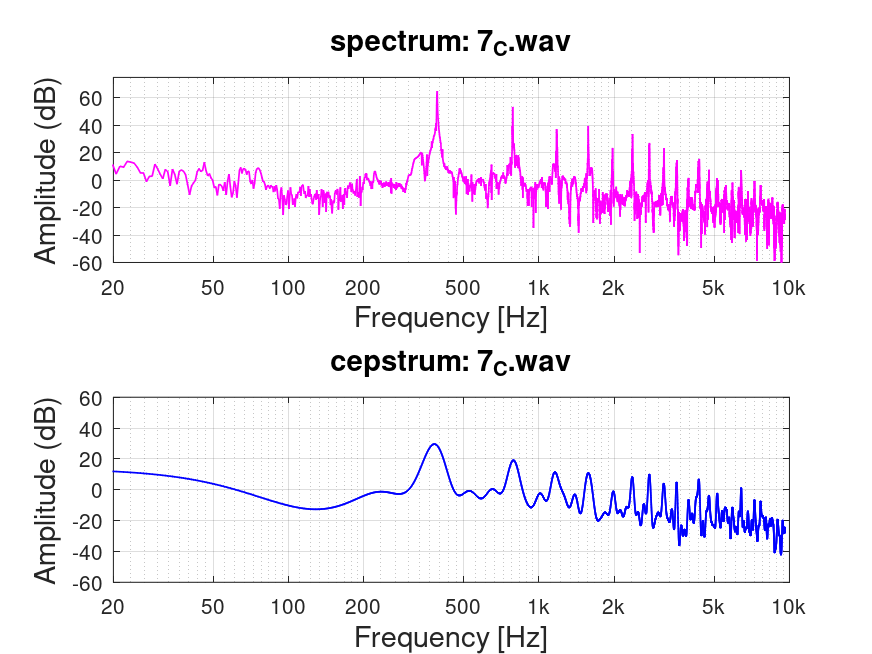 spectrum: 7C.wav
Amplitude (dB)
60
40
20
0
-20
-40
-60
20 50 100 200 500 1k 2k 5k 10k
Frequency [Hz]
cepstrum: 7C.wav
Amplitude (dB)
60
40
20
0
-20
-40
-60
20 50 100 200 500 1k 2k 5k 10k
Frequency [Hz]